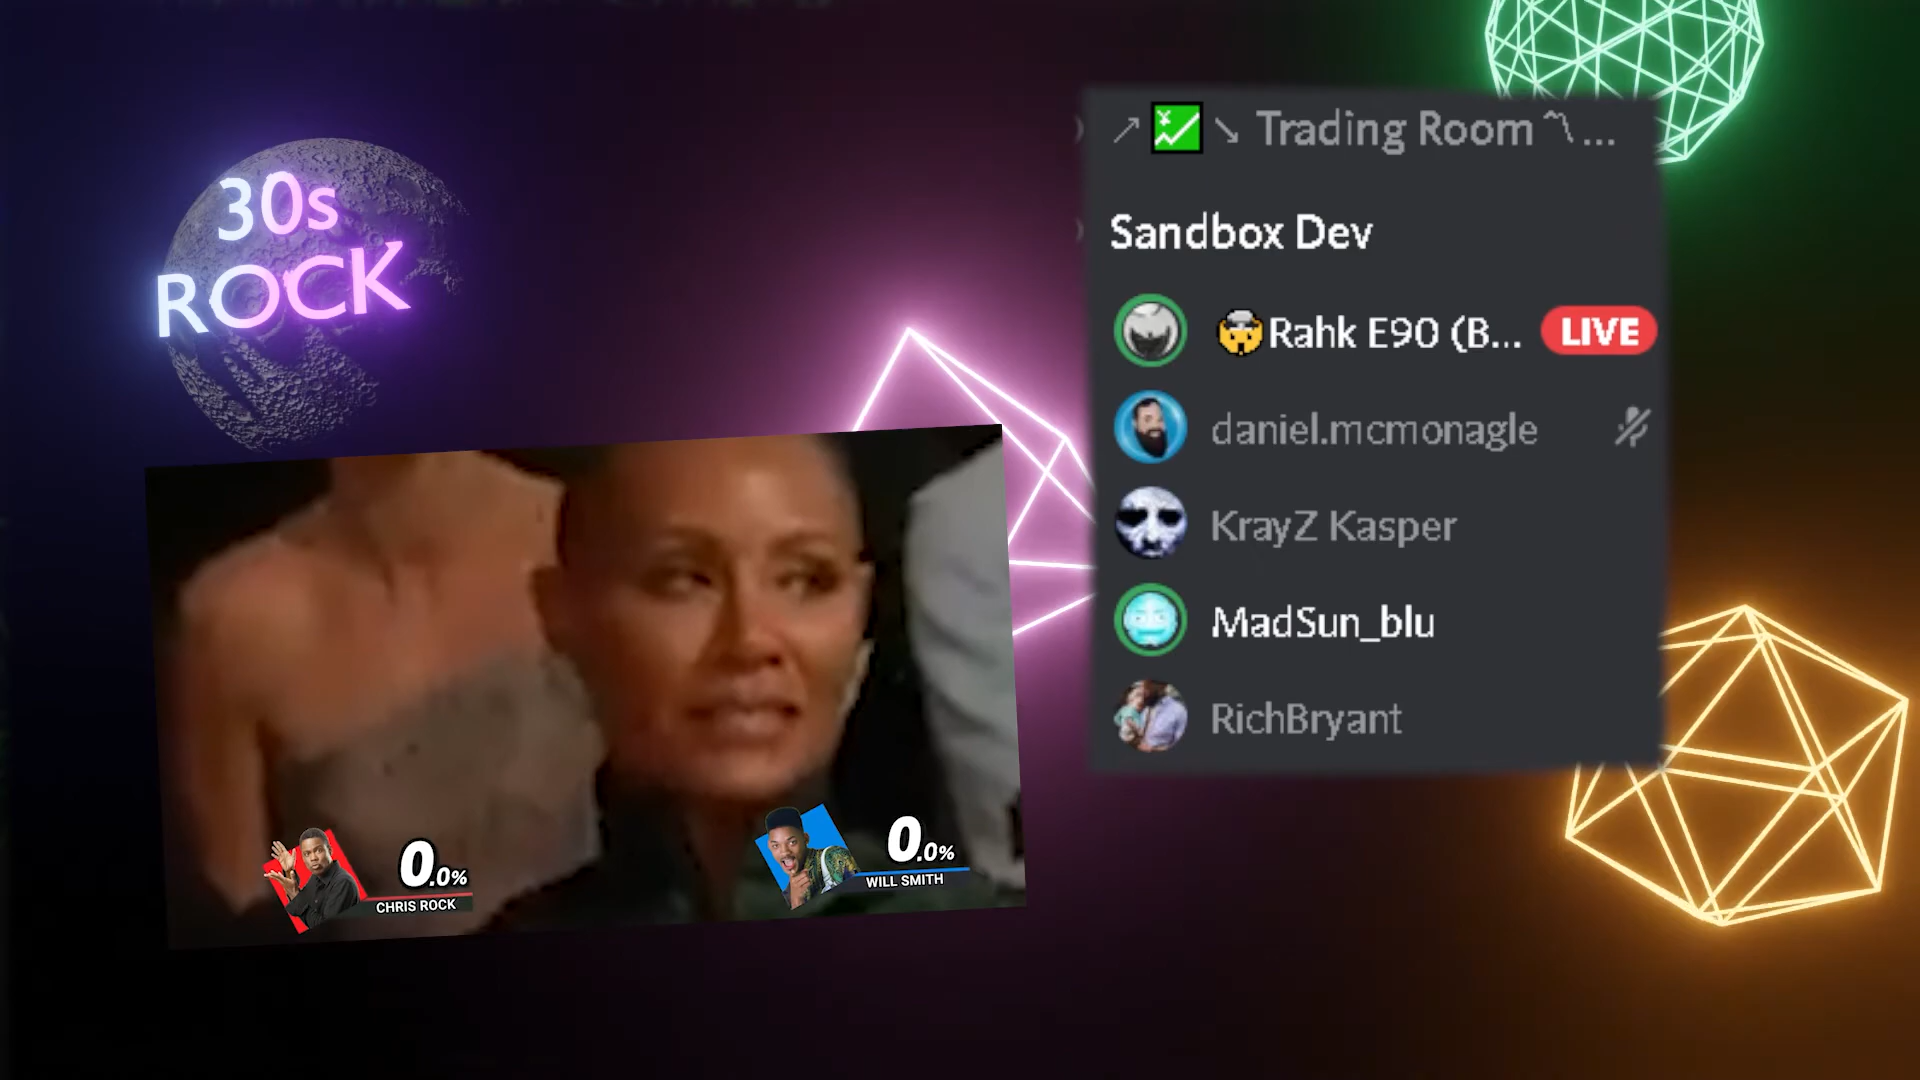 30s
ROCK
Trading Room ...
Sandbox Dev
🤯Rahk E90 (B... LIVE
daniel.mcmonagle
KrayZ Kasper
MadSun_blu
RichBryant
0.0%
CHRIS ROCK
0.0%
WILL SMITH